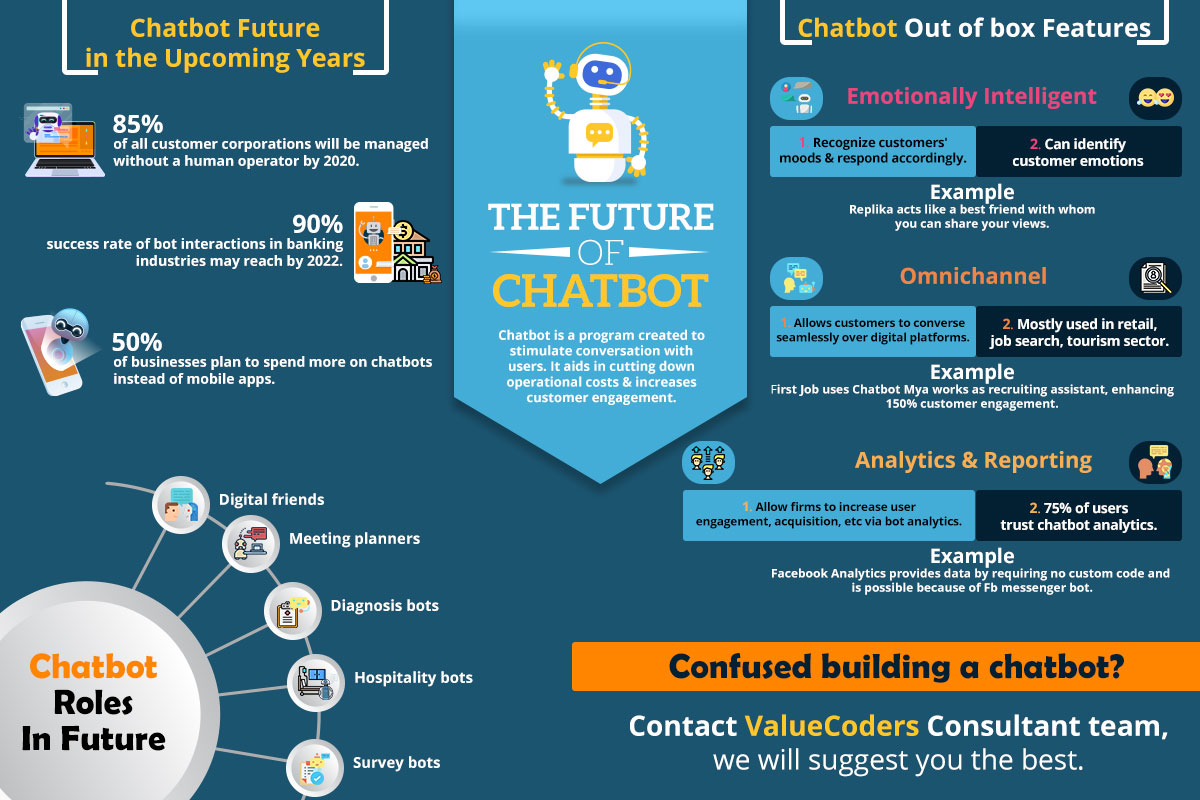 Chatbot Future
in the Upcoming Years
85%
of all customer corporations will be managed
without a human operator by 2020.
90%
success rate of bot interactions in banking
industries may reach by 2022.
50%
of businesses plan to spend more on chatbots
instead of mobile apps.
THE FUTURE
OF
CHATBOT
Chatbot is a program created to
stimulate conversation with
users. It aids in cutting down
operational costs & increases
customer engagement.
Chatbot Out of box Features
Emotionally Intelligent
1. Recognize customers'
moods & respond accordingly.
2. Can identify
customer emotions
Example
Replika acts like a best friend with whom
you can share your views.
Omnichannel
1. Allows customers to converse
seamlessly over digital platforms.
2. Mostly used in retail,
job search, tourism sector.
Example
First Job uses Chatbot Mya works as recruiting assistant, enhancing
150% customer engagement.
Analytics & Reporting
1. Allow firms to increase user
engagement, acquisition, etc via bot analytics.
2. 75% of users
trust chatbot analytics.
Example
Facebook Analytics provides data by requiring no custom code and
is possible because of Fb messenger bot.
Chatbot
Roles
In Future
Digital friends
Meeting planners
Diagnosis bots
Hospitality bots
Survey bots
Confused building a chatbot?
Contact ValueCoders Consultant team,
we will suggest you the best.